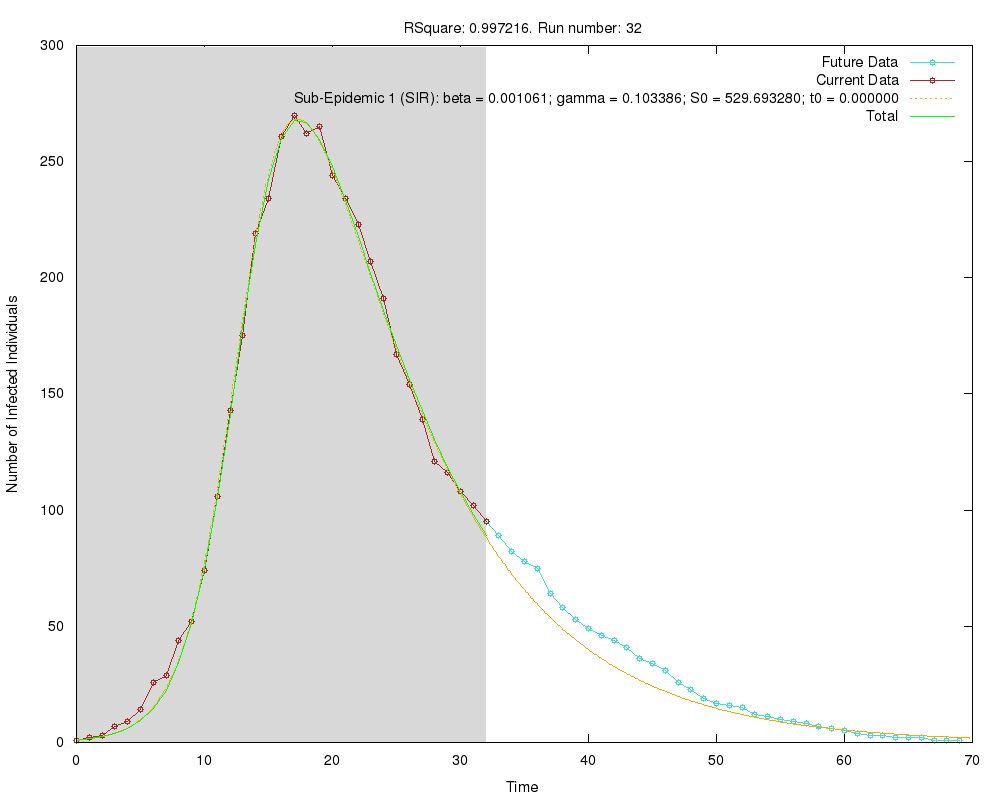 RSquare: 0.997216. Run number: 32
300
250
200
150
100
50
0
Number of Infected Individuals
Future Data
Current Data
Sub-Epidemic 1 (SIR): beta = 0.001061; gamma = 0.103386; S0 = 529.693280; t0 = 0.000000
Total
0 10 20 30 40 50 60 70
Time